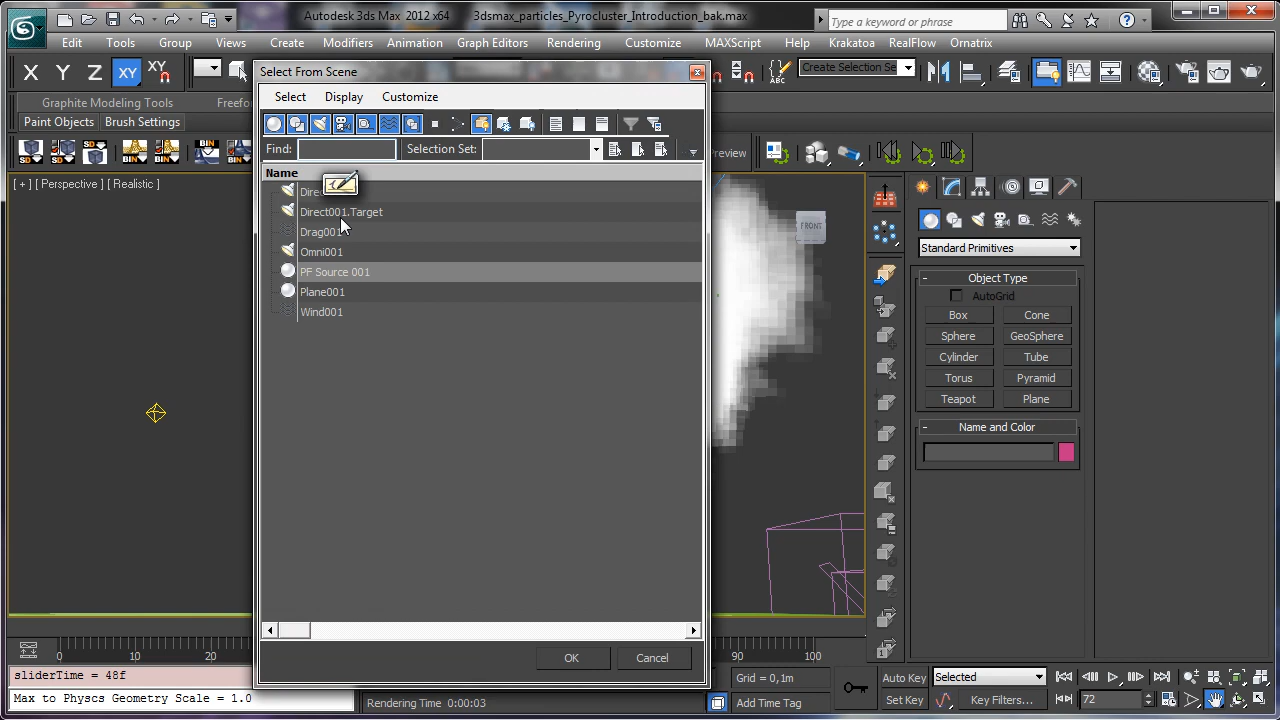 Autodesk 3ds Max 2012 x64 3dsmax_particles_Pyrocluster_Introduction_bak.max Type a keyword or phrase
Edit Tools Group Views Create Modifiers Animation Graph Editors Rendering Customize MAXScript Help Krakatoa RealFlow Ornatrix
X Y Z XY XY Create Selection Se
Select From Scene
Select Display Customize
Graphite Modeling Tools Freefo
Paint Objects Brush Settings
Find: Selection Set:
Name
Direct001.Target
Drag001
Omni001
PF Source 001
Plane001
Wind001
OK Cancel
[ + ] [ Perspective ] [ Realistic ]
FRONT
Standard Primitives
- Object Type
AutoGrid
Box Cone
Sphere GeoSphere
Cylinder Tube
Torus Pyramid
Teapot Plane
- Name and Color
0 10 20 90 100
sliderTime = 48f
Max to Physcs Geometry Scale = 1.0
Rendering Time 0:00:03
Grid = 0,1m
Add Time Tag
Auto Key Selected
Set Key Key Filters...
72